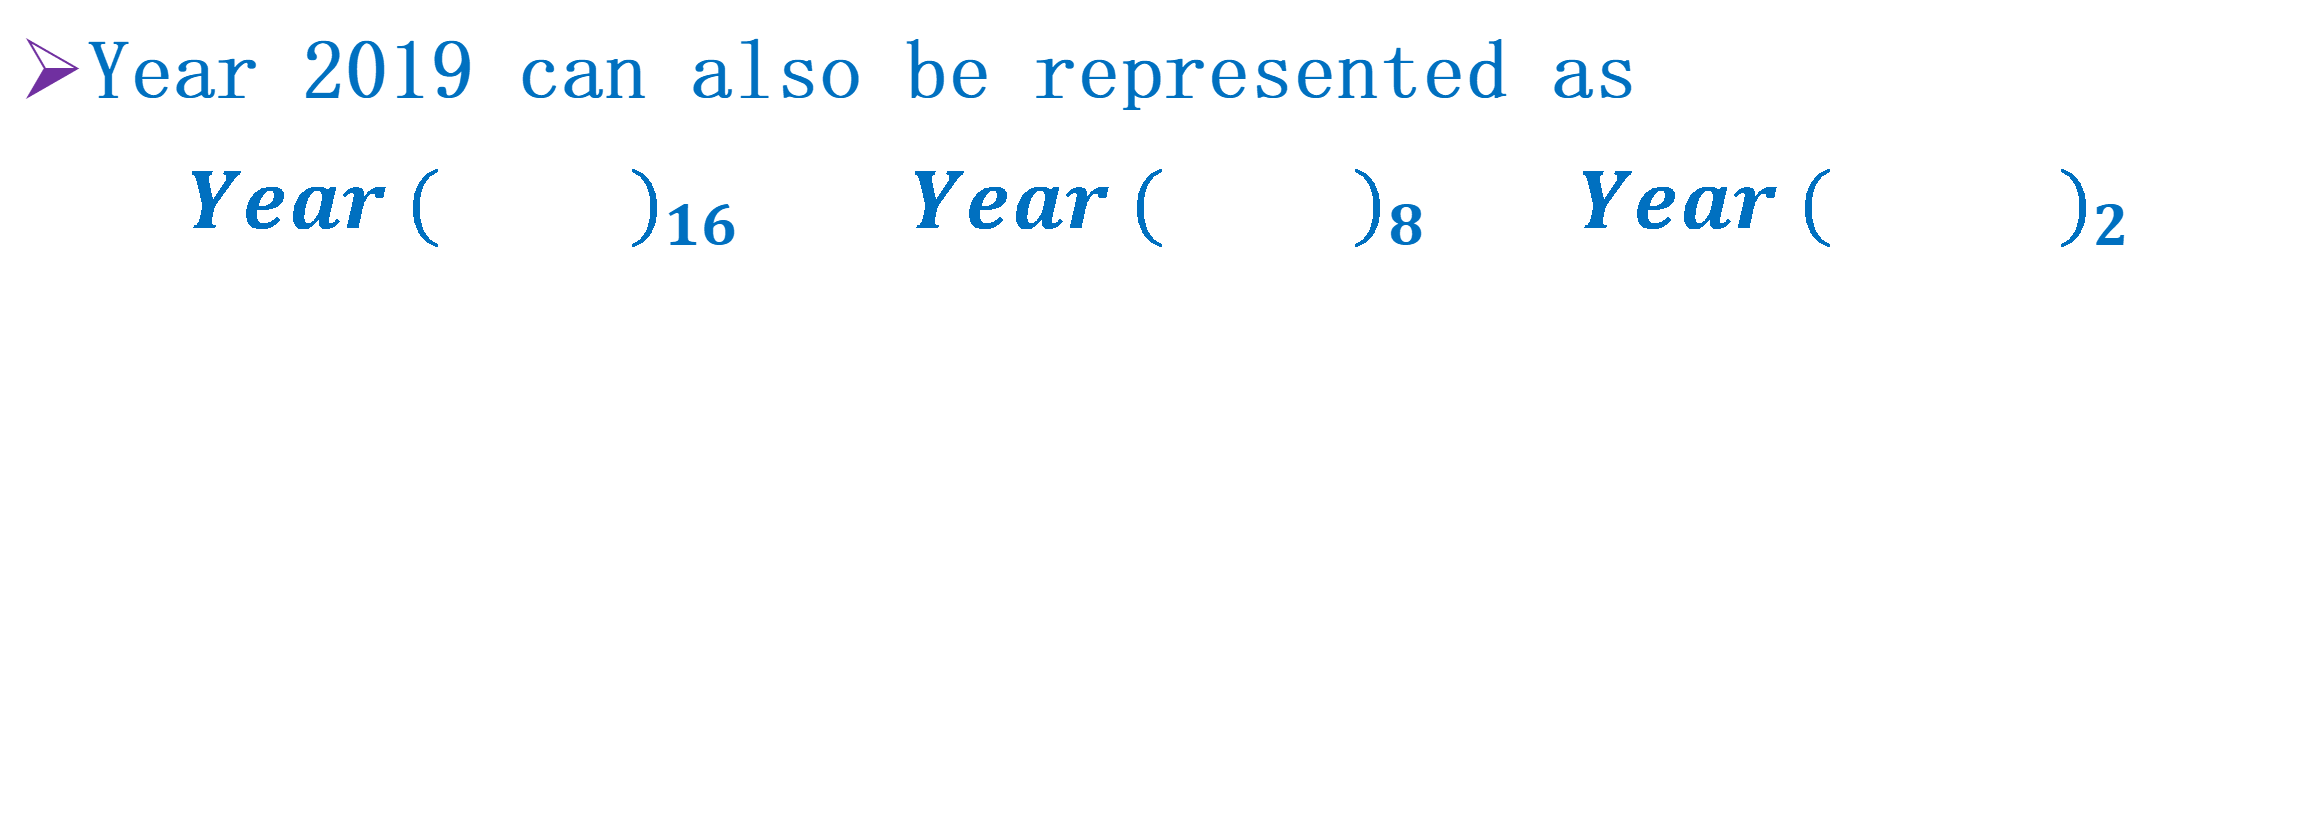 ➢Year 2019 can also be represented as
Year ( )₁₆ Year ( )₈ Year ( )₂